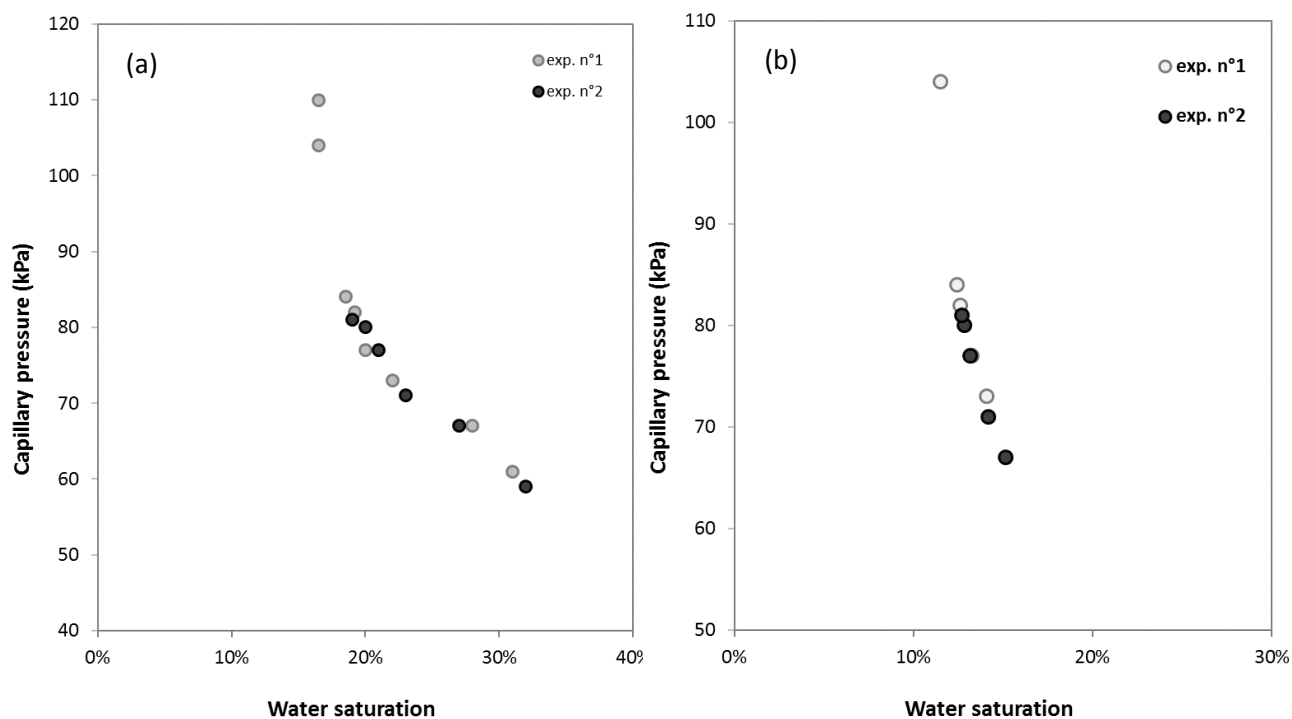 (a)
exp. n°1
exp. n°2
120
110
100
90
80
70
60
50
40
0%
10%
20%
30%
40%
Capillary pressure (kPa)
Water saturation
(b)
exp. n°1
exp. n°2
110
100
90
80
70
60
50
0%
10%
20%
30%
Capillary pressure (kPa)
Water saturation